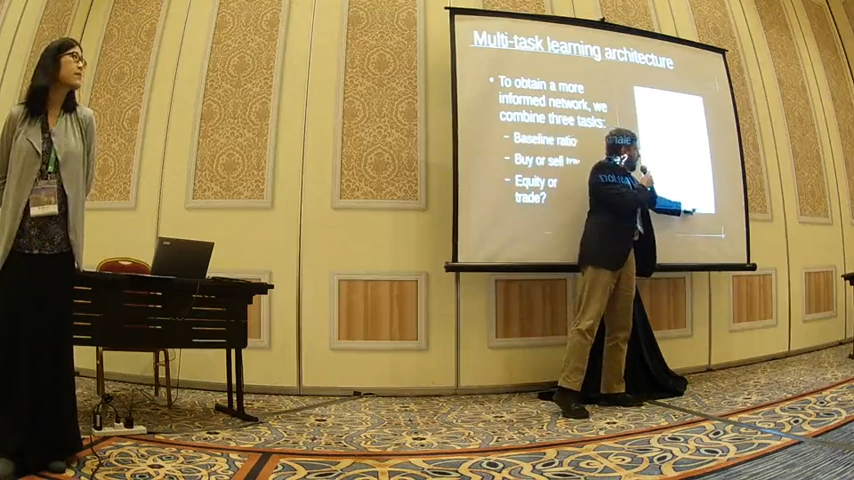 Multi-task learning architecture
• To obtain a more
informed network, we
combine three tasks:
– Baseline ratio
– Buy or sell
– Equity or
trade?